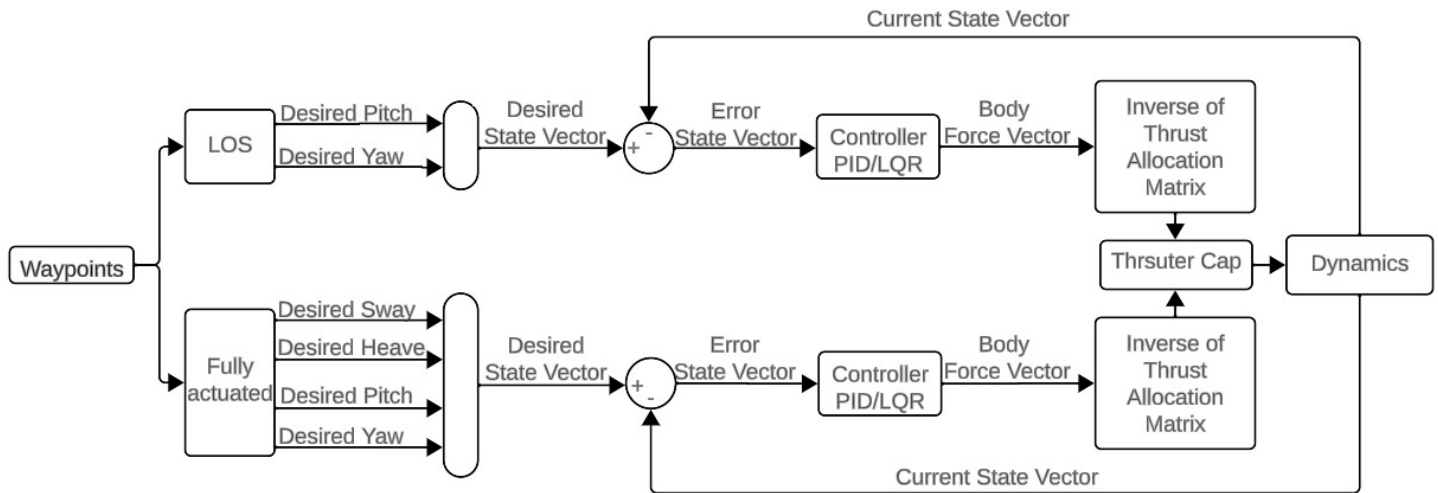 Current State Vector
Desired Pitch
Desired Yaw
LOS
Desired
State Vector
+
-
Error
State Vector
Controller
PID/LQR
Body
Force Vector
Inverse of
Thrust
Allocation
Matrix
Waypoints
Thrsuter Cap
Dynamics
Fully
actuated
Desired Sway
Desired Heave
Desired Pitch
Desired Yaw
Desired
State Vector
+
-
Error
State Vector
Controller
PID/LQR
Body
Force Vector
Inverse of
Thrust
Allocation
Matrix
Current State Vector